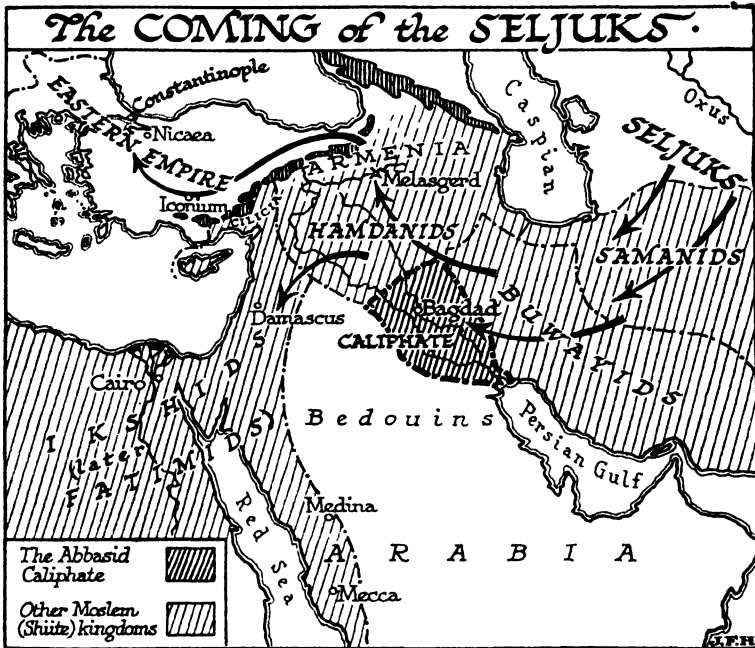 The COMING of the SELJUKS.
Constantinople
EASTERN EMPIRE
Nicaea
Iconium
CILICIA
ARMENIA
Melasgerd
Caspian
Oxus
SELJUKS
HAMDANIDS
SAMANIDS
BUWAYIDS
Bagdad
CALIPHATE
Damascus
Cairo
IKSHIDS
(later
FATIMIDS)
Bedouins
Persian Gulf
Red Sea
Medina
ARABIA
Mecca
The Abbasid
Caliphate
Other Moslem
(Shiite) kingdoms
J.F.H